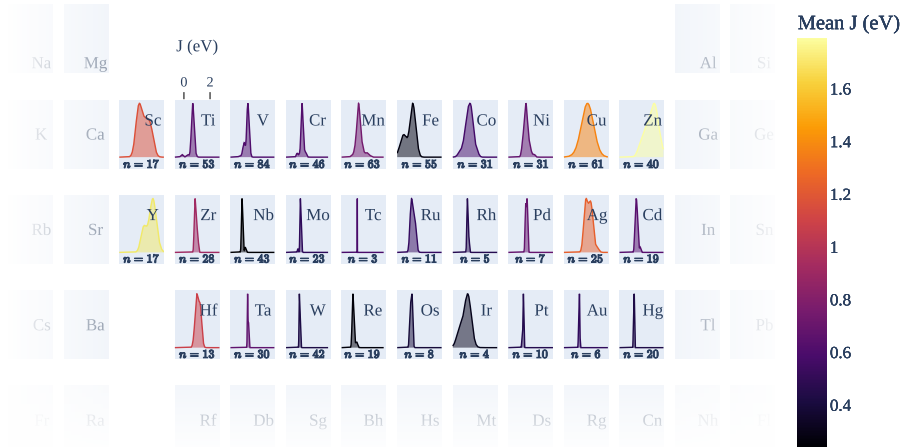 Mean J (eV)
J (eV)
0 2
Na Mg Al Si
1.6
1.4
1.2
1
0.8
0.6
0.4
K Ca Sc Ti V Cr Mn Fe Co Ni Cu Zn Ga Ge
n = 17 n = 53 n = 84 n = 46 n = 63 n = 55 n = 31 n = 31 n = 61 n = 40
Rb Sr Y Zr Nb Mo Tc Ru Rh Pd Ag Cd In Sn
n = 17 n = 28 n = 43 n = 23 n = 3 n = 11 n = 5 n = 7 n = 25 n = 19
Cs Ba Hf Ta W Re Os Ir Pt Au Hg Tl Pb
n = 13 n = 30 n = 42 n = 19 n = 8 n = 4 n = 10 n = 6 n = 20
Fr Ra Rf Db Sg Bh Hs Mt Ds Rg Cn Nh Fl